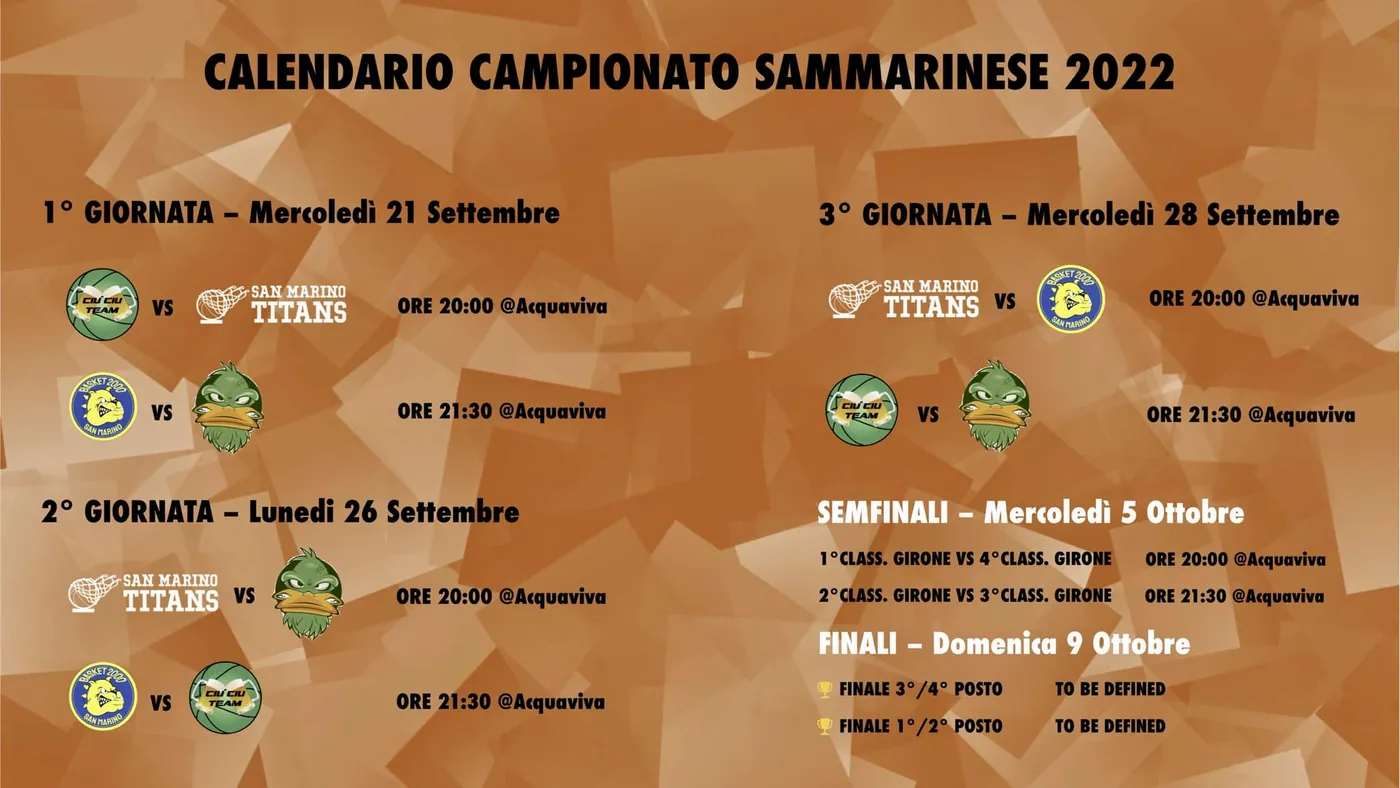 CALENDARIO CAMPIONATO SAMMARINESE 2022
1° GIORNATA – Mercoledì 21 Settembre
CIU CIU TEAM VS SAN MARINO TITANS ORE 20:00 @Acquaviva
BASKET 2000 SAN MARINO VS ORE 21:30 @Acquaviva
2° GIORNATA – Lunedi 26 Settembre
SAN MARINO TITANS VS ORE 20:00 @Acquaviva
BASKET 2000 SAN MARINO VS CIU CIU TEAM ORE 21:30 @Acquaviva
3° GIORNATA – Mercoledì 28 Settembre
SAN MARINO TITANS VS BASKET 2000 SAN MARINO ORE 20:00 @Acquaviva
CIU CIU TEAM VS ORE 21:30 @Acquaviva
SEMFINALI – Mercoledì 5 Ottobre
1°CLASS. GIRONE VS 4°CLASS. GIRONE ORE 20:00 @Acquaviva
2°CLASS. GIRONE VS 3°CLASS. GIRONE ORE 21:30 @Acquaviva
FINALI – Domenica 9 Ottobre
FINALE 3°/4° POSTO TO BE DEFINED
FINALE 1°/2° POSTO TO BE DEFINED